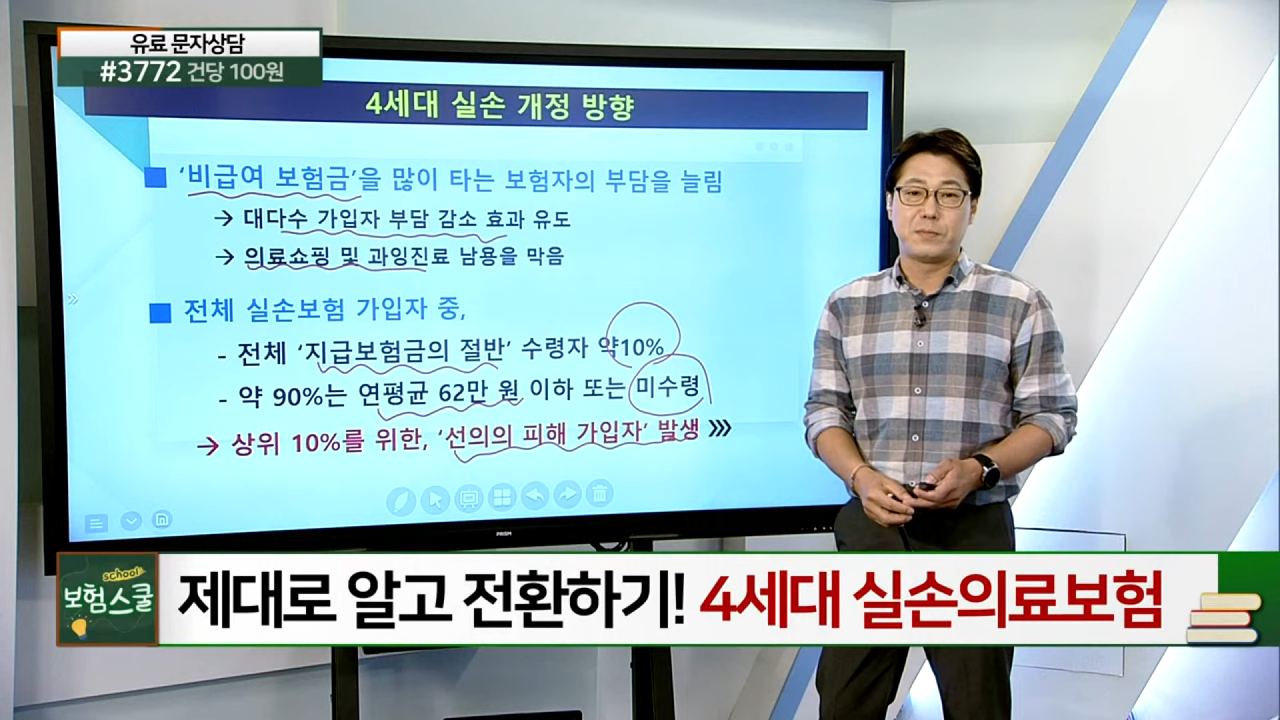 유료 문자상담
#3772 건당 100원
4세대 실손 개정 방향
■ ‘비급여 보험금’을 많이 타는 보험자의 부담을 늘림
→ 대다수 가입자 부담 감소 효과 유도
→ 의료쇼핑 및 과잉진료 남용을 막음
■ 전체 실손보험 가입자 중,
- 전체 ‘지급보험금의 절반’ 수령자 약10%
- 약 90%는 연평균 62만 원 이하 또는 미수령
→ 상위 10%를 위한, ‘선의의 피해 가입자’ 발생 》
PRISM
school
보험스쿨
제대로 알고 전환하기! 4세대 실손의료보험